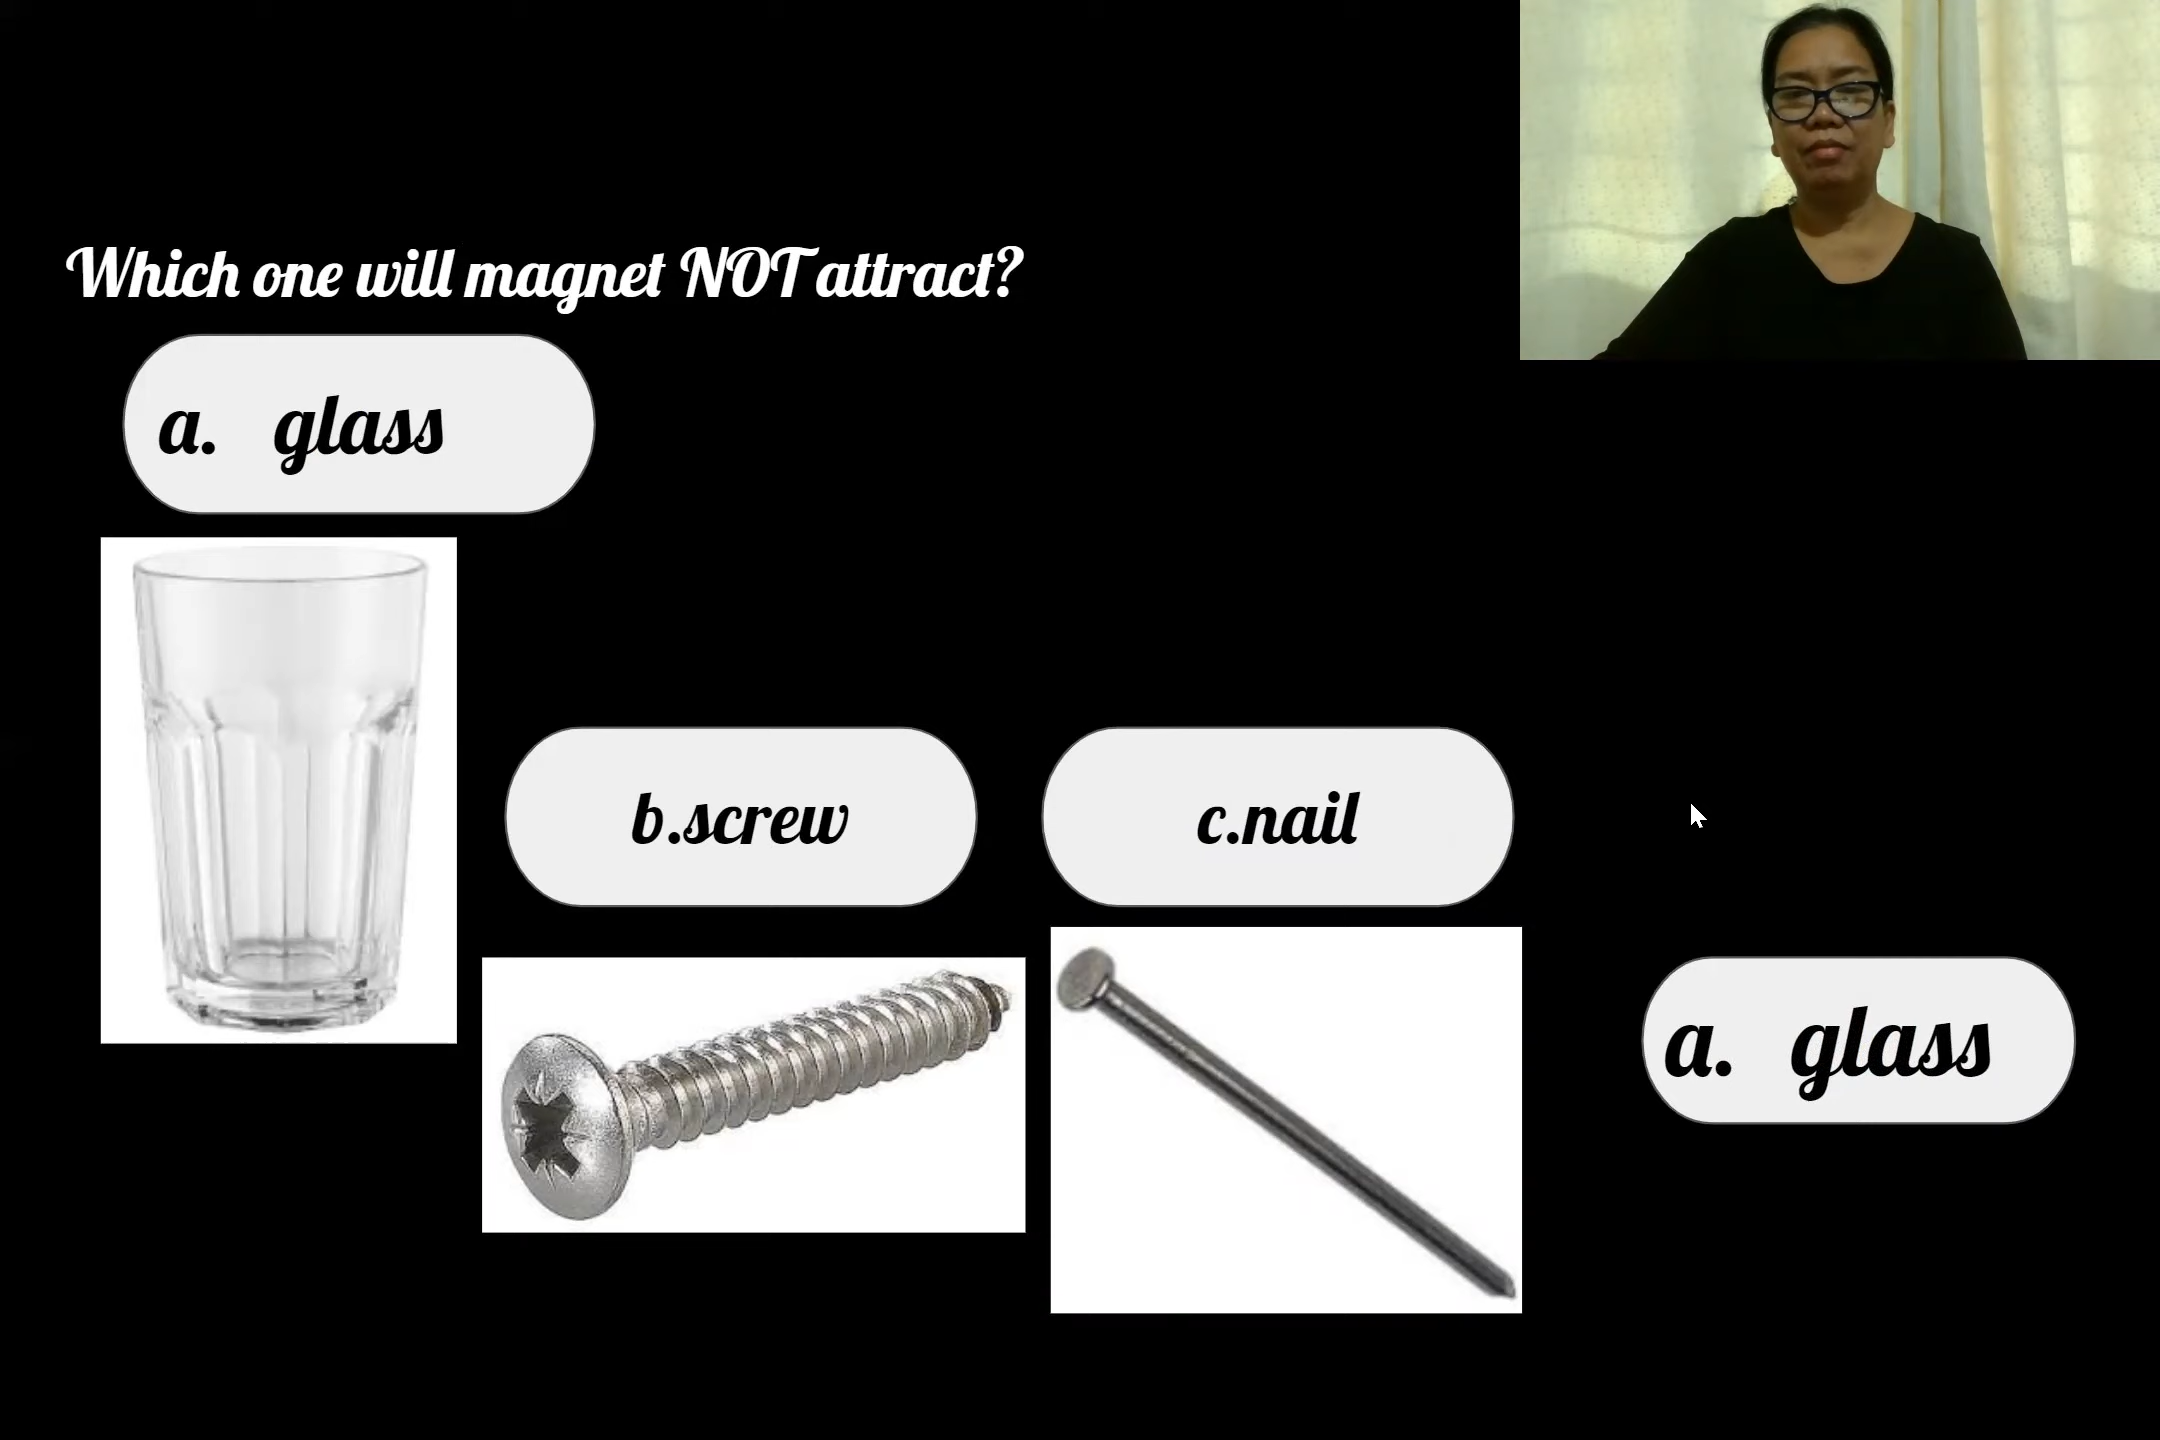 Which one will magnet NOT attract?
a. glass
b.screw
c.nail
a. glass